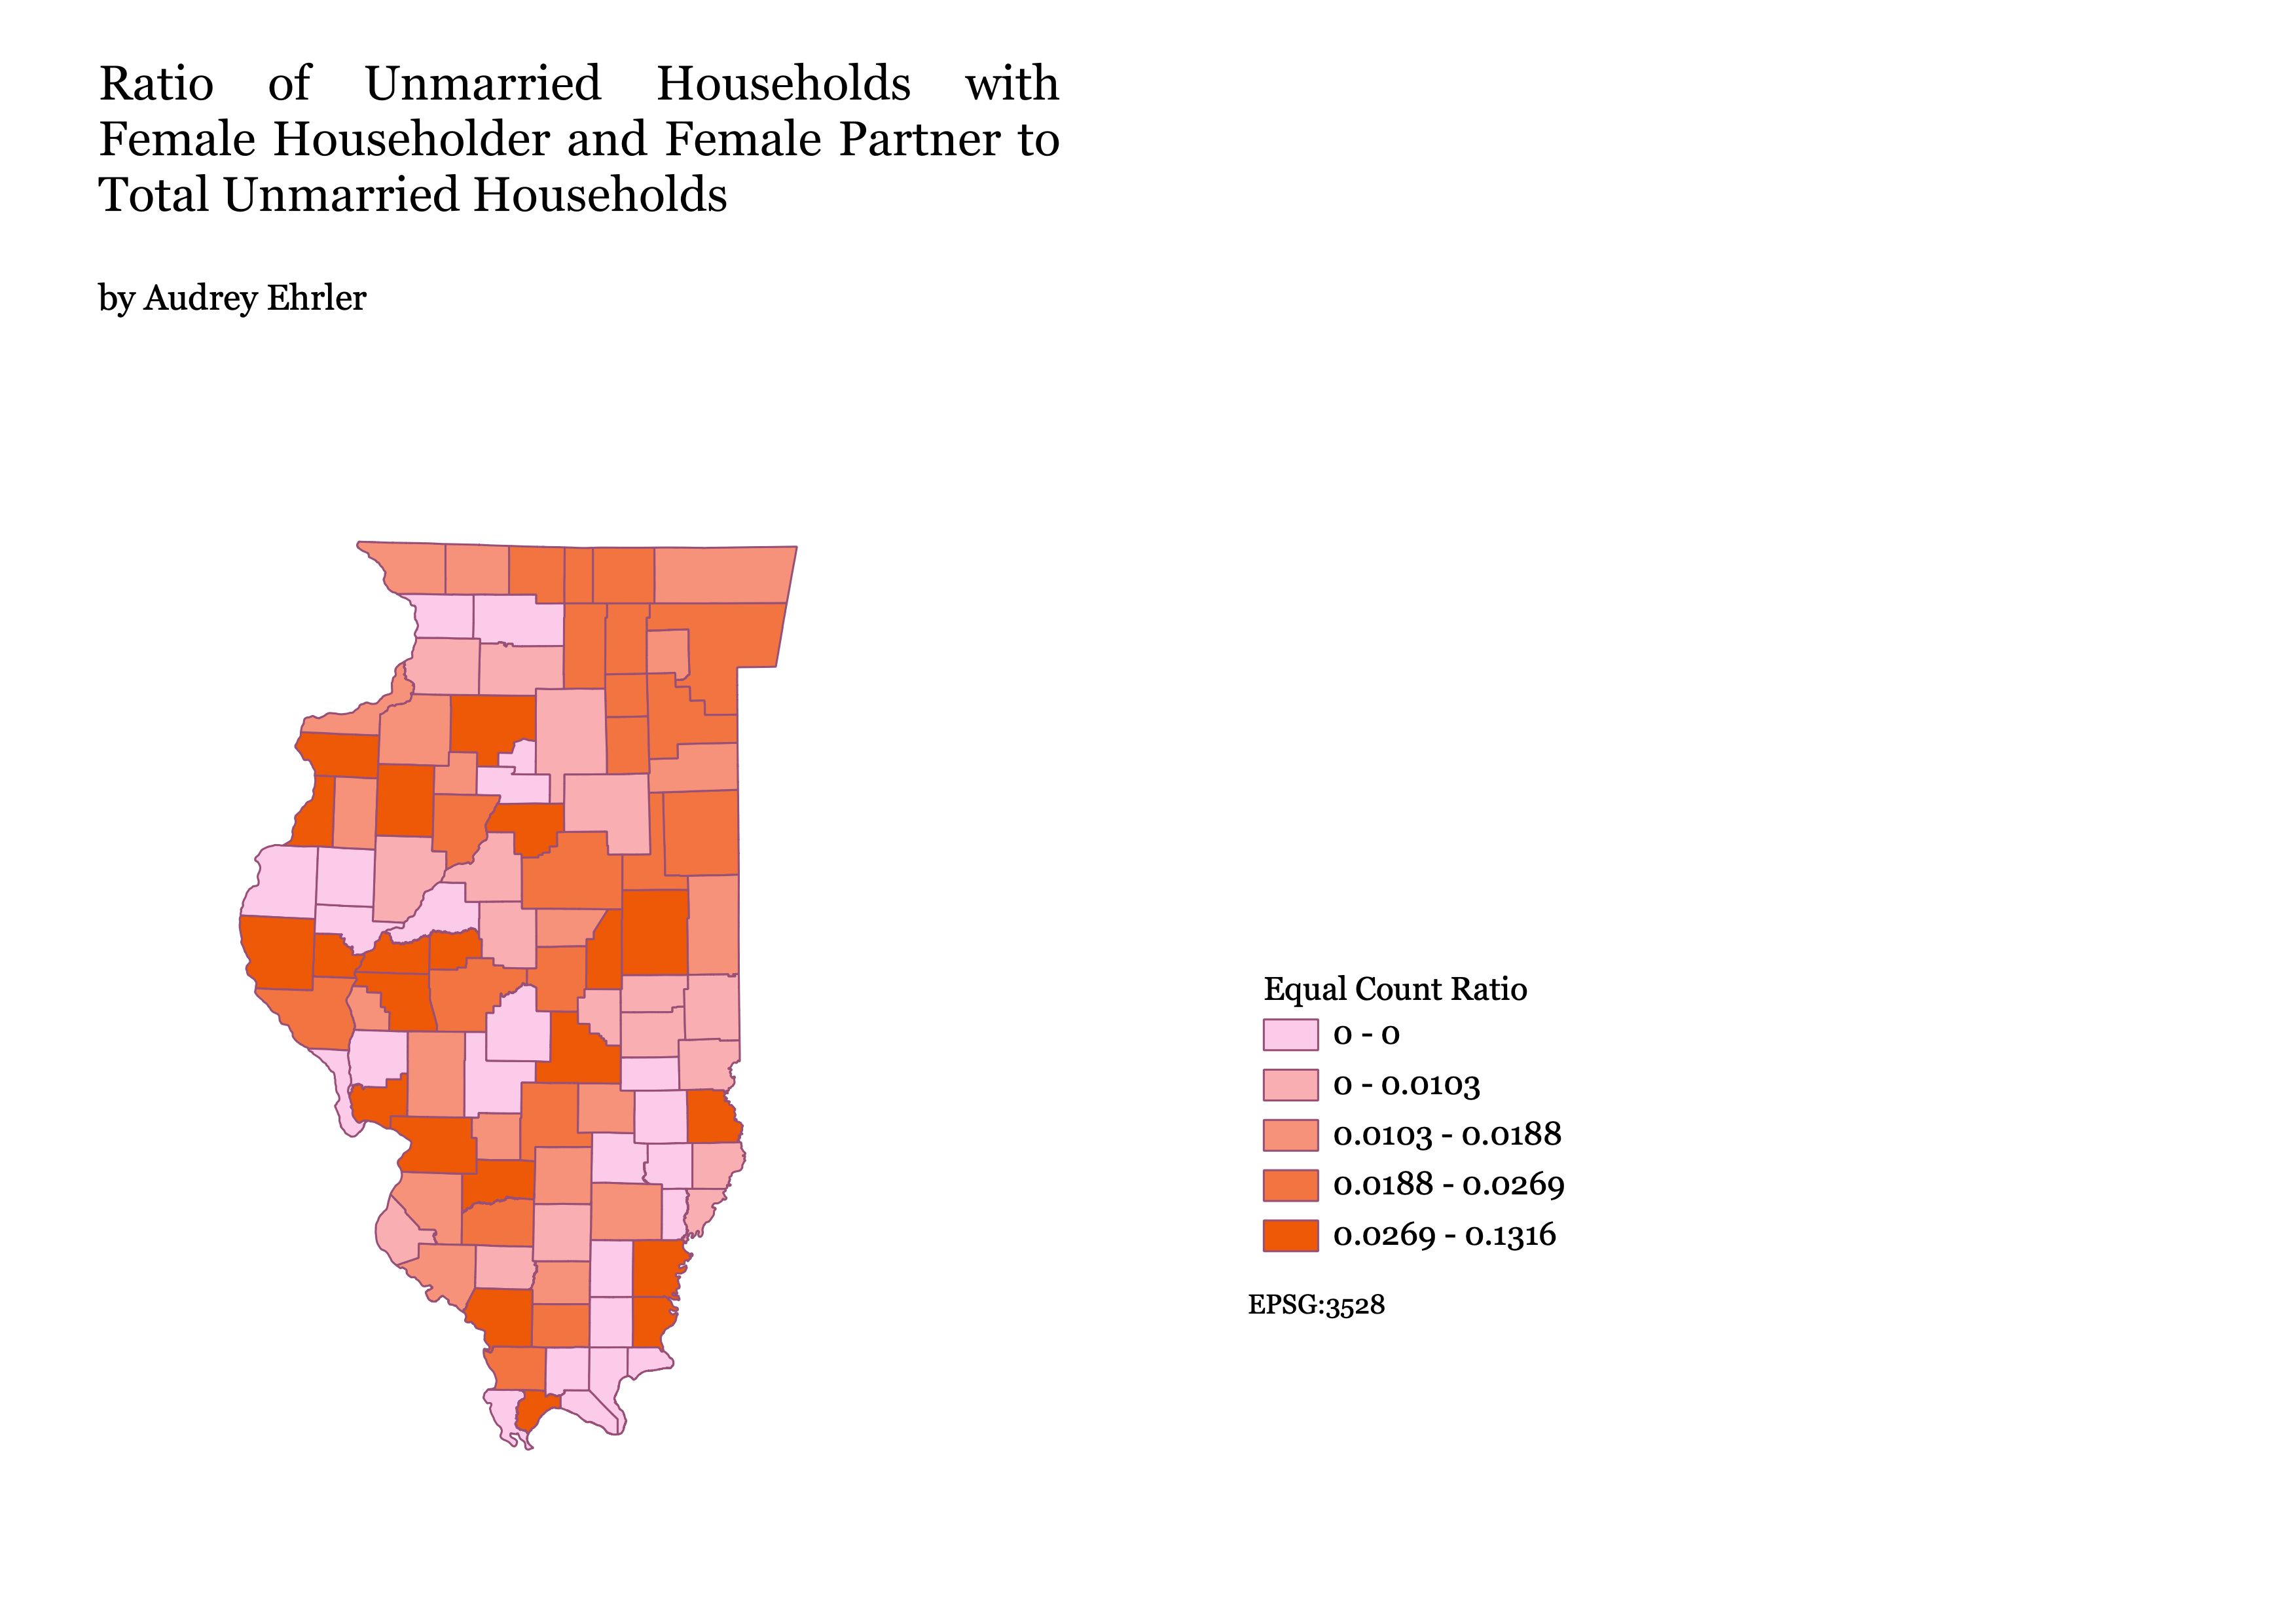 Ratio of Unmarried Households with
Female Householder and Female Partner to
Total Unmarried Households
by Audrey Ehrler
Equal Count Ratio
0 - 0
0 - 0.0103
0.0103 - 0.0188
0.0188 - 0.0269
0.0269 - 0.1316
EPSG:3528